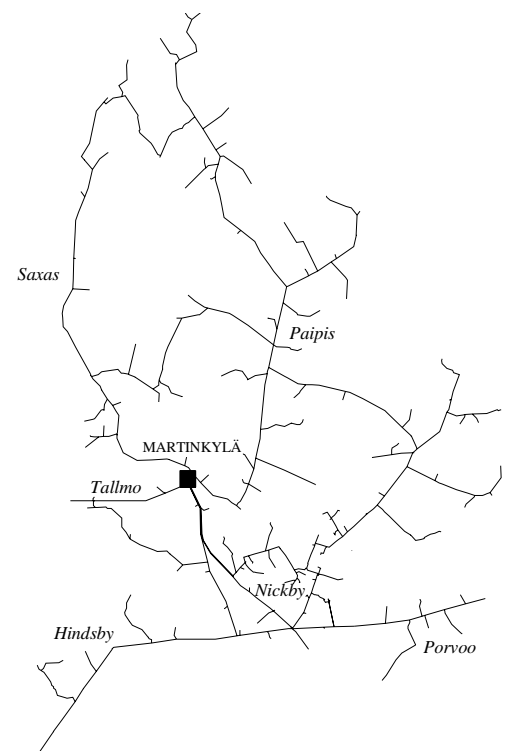 Saxas
Paipis
MARTINKYLÄ
Tallmo
Nickby
Hindsby
Porvoo